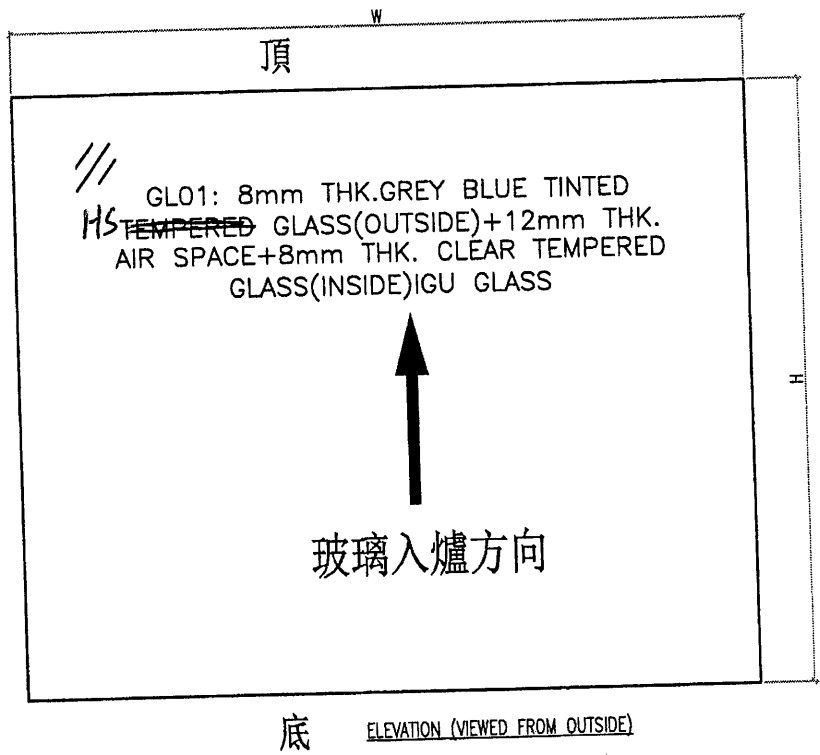 W
頂
GL01: 8mm THK.GREY BLUE TINTED
HS TEMPERED GLASS(OUTSIDE)+12mm THK.
AIR SPACE+8mm THK. CLEAR TEMPERED
GLASS(INSIDE)IGU GLASS
H
玻璃入爐方向
底 ELEVATION (VIEWED FROM OUTSIDE)